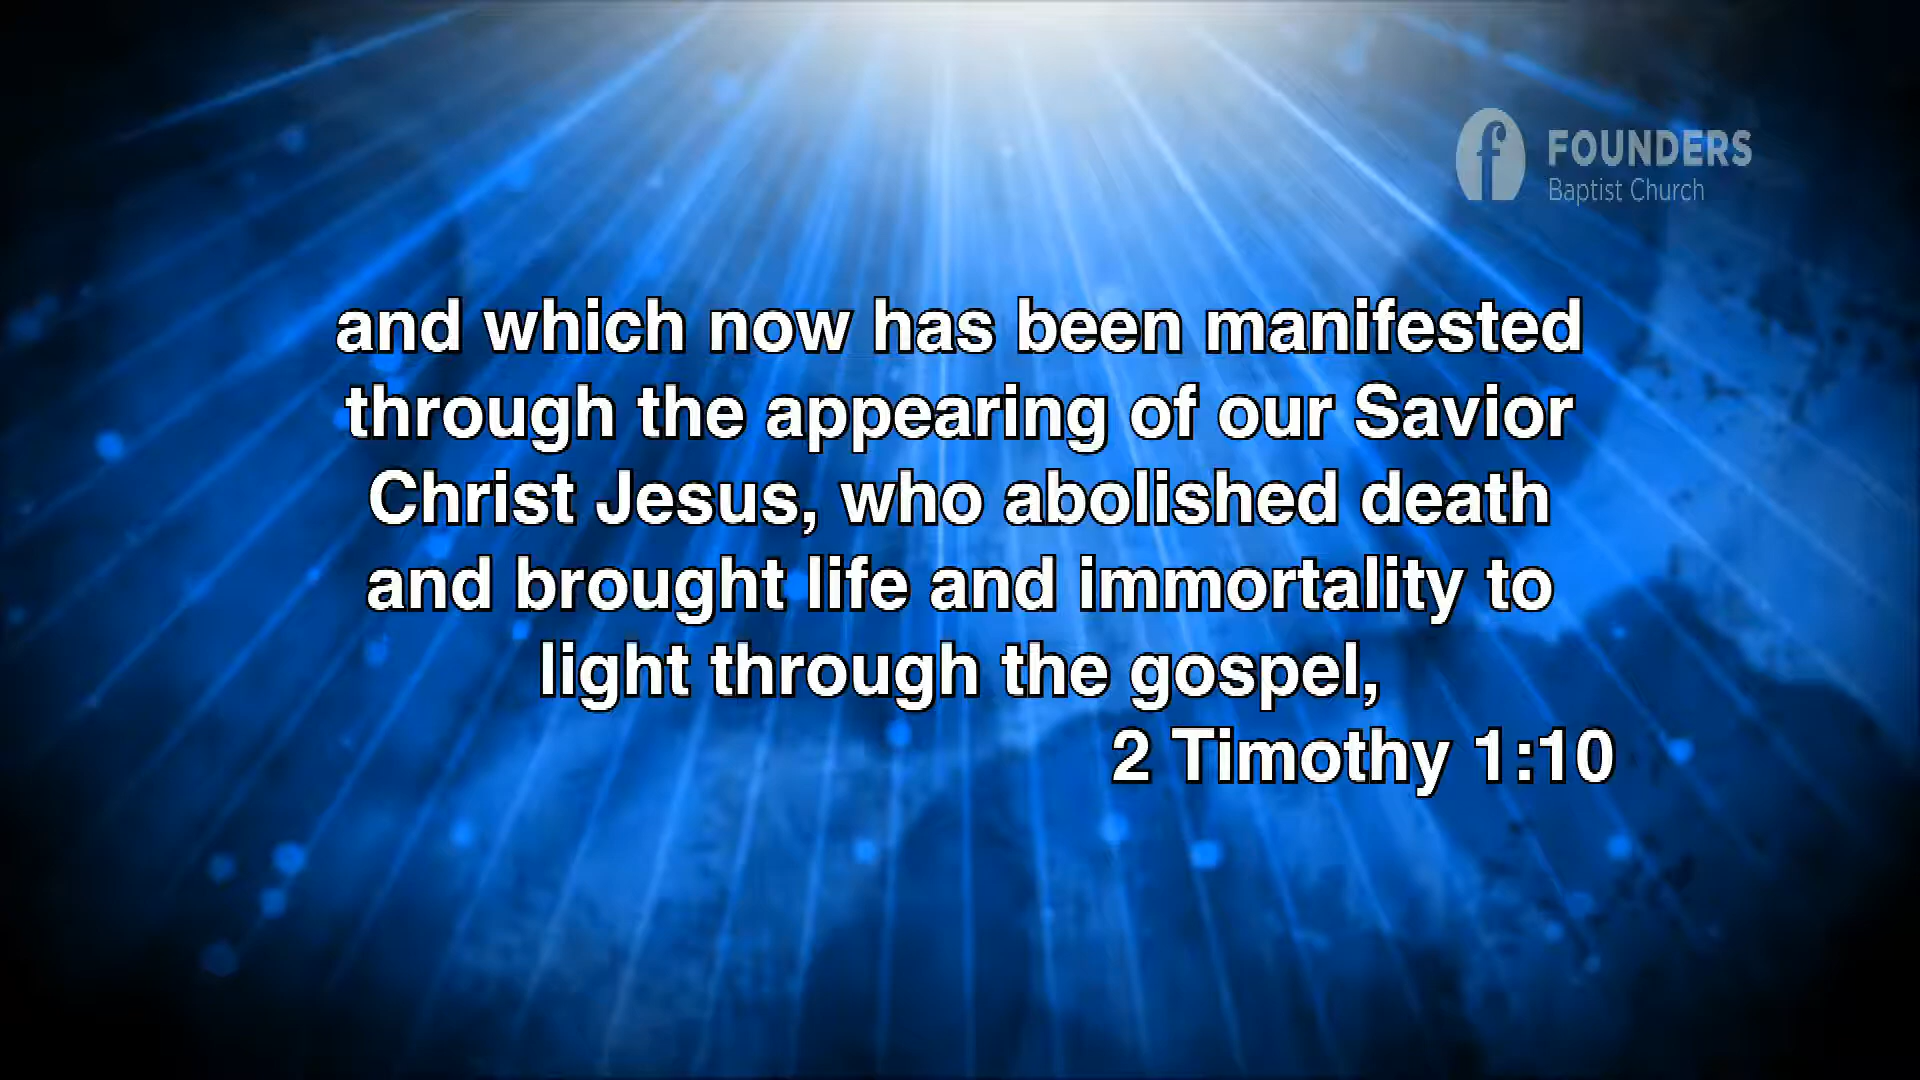 FOUNDERS
Baptist Church
and which now has been manifested
through the appearing of our Savior
Christ Jesus, who abolished death
and brought life and immortality to
light through the gospel,
2 Timothy 1:10